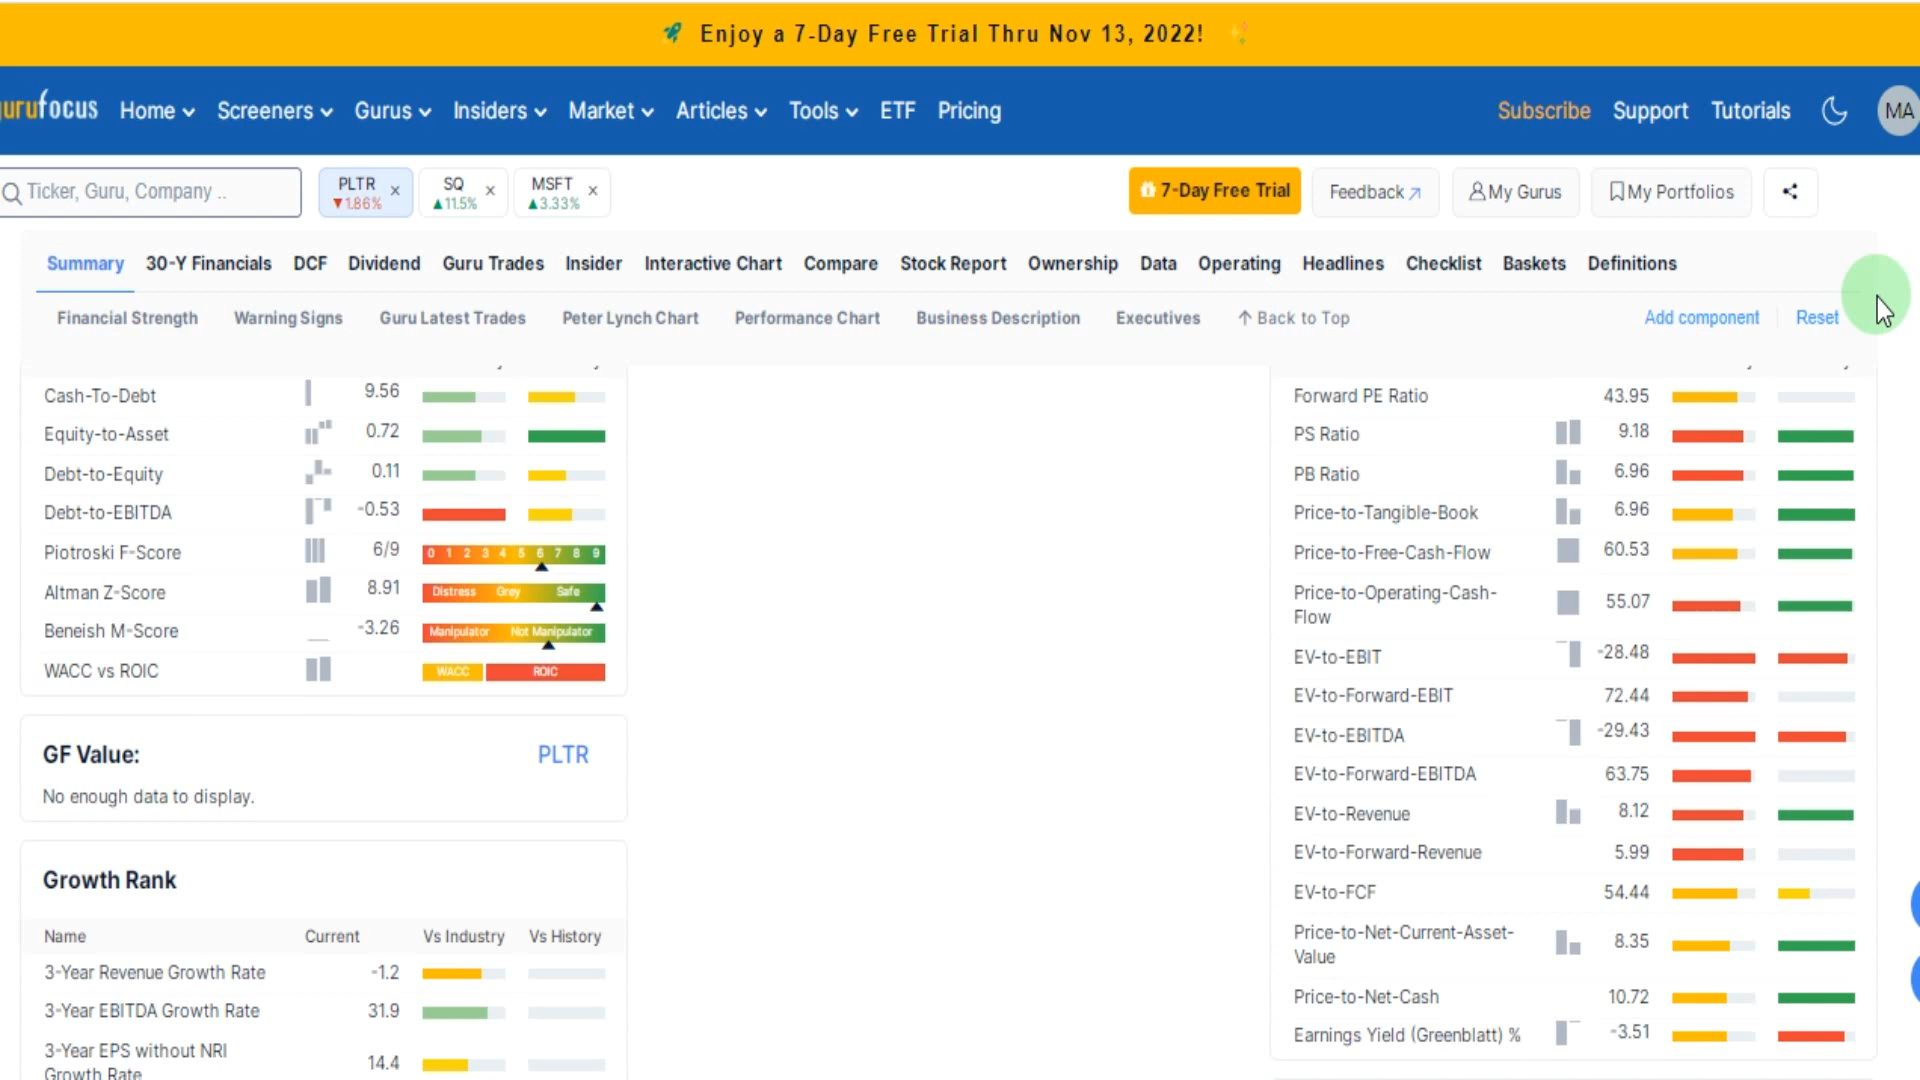 Enjoy a 7-Day Free Trial Thru Nov 13, 2022!
gurufocus Home Screeners Gurus Insiders Market Articles Tools ETF Pricing Subscribe Support Tutorials MA
Ticker, Guru, Company .. PLTR × SQ × MSFT × 7-Day Free Trial Feedback My Gurus My Portfolios
▼1.86% ▲11.5% ▲3.33%
Summary 30-Y Financials DCF Dividend Guru Trades Insider Interactive Chart Compare Stock Report Ownership Data Operating Headlines Checklist Baskets Definitions
Financial Strength Warning Signs Guru Latest Trades Peter Lynch Chart Performance Chart Business Description Executives ↑ Back to Top Add component Reset
Cash-To-Debt 9.56
Equity-to-Asset 0.72
Debt-to-Equity 0.11
Debt-to-EBITDA -0.53
Piotroski F-Score 6/9 0 1 2 3 4 5 6 7 8 9
Altman Z-Score 8.91 Distress Grey Safe
Beneish M-Score -3.26 Manipulator Not Manipulator
WACC vs ROIC WACC ROIC
GF Value: PLTR
No enough data to display.
Growth Rank
Name Current Vs Industry Vs History
3-Year Revenue Growth Rate -1.2
3-Year EBITDA Growth Rate 31.9
3-Year EPS without NRI
Growth Rate 14.4
Forward PE Ratio 43.95
PS Ratio 9.18
PB Ratio 6.96
Price-to-Tangible-Book 6.96
Price-to-Free-Cash-Flow 60.53
Price-to-Operating-Cash-
Flow 55.07
EV-to-EBIT -28.48
EV-to-Forward-EBIT 72.44
EV-to-EBITDA -29.43
EV-to-Forward-EBITDA 63.75
EV-to-Revenue 8.12
EV-to-Forward-Revenue 5.99
EV-to-FCF 54.44
Price-to-Net-Current-Asset-
Value 8.35
Price-to-Net-Cash 10.72
Earnings Yield (Greenblatt) % -3.51